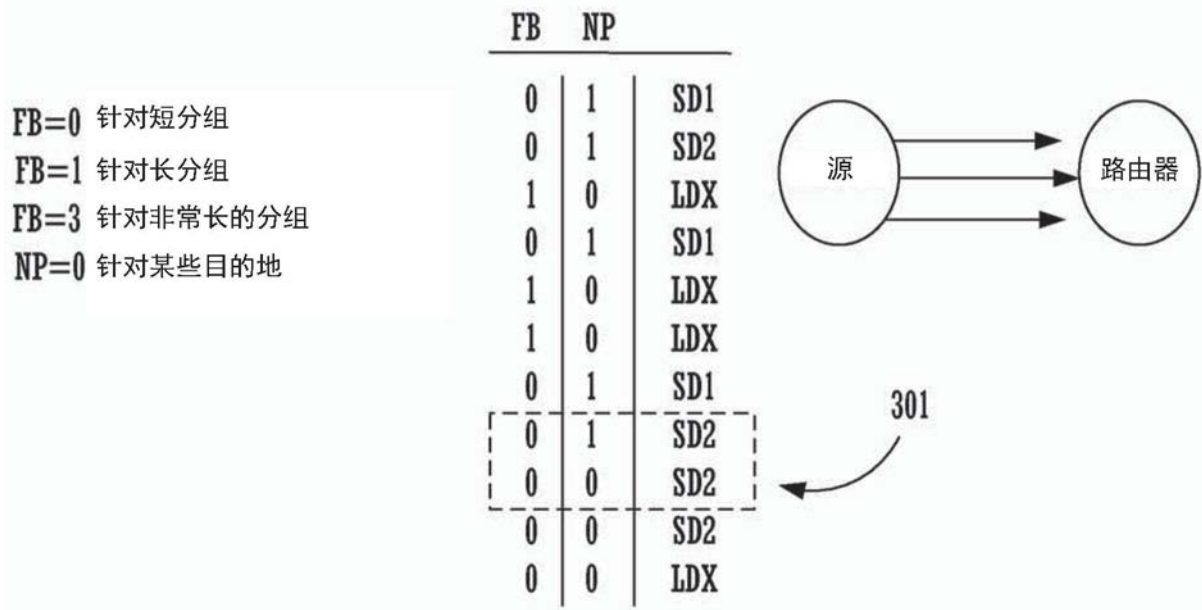 FB NP
FB=0 针对短分组
FB=1 针对长分组
FB=3 针对非常长的分组
NP=0 针对某些目的地
0 1 SD1
0 1 SD2
1 0 LDX
0 1 SD1
1 0 LDX
1 0 LDX
0 1 SD1
0 1 SD2
0 0 SD2
0 0 SD2
0 0 LDX
源
路由器
301